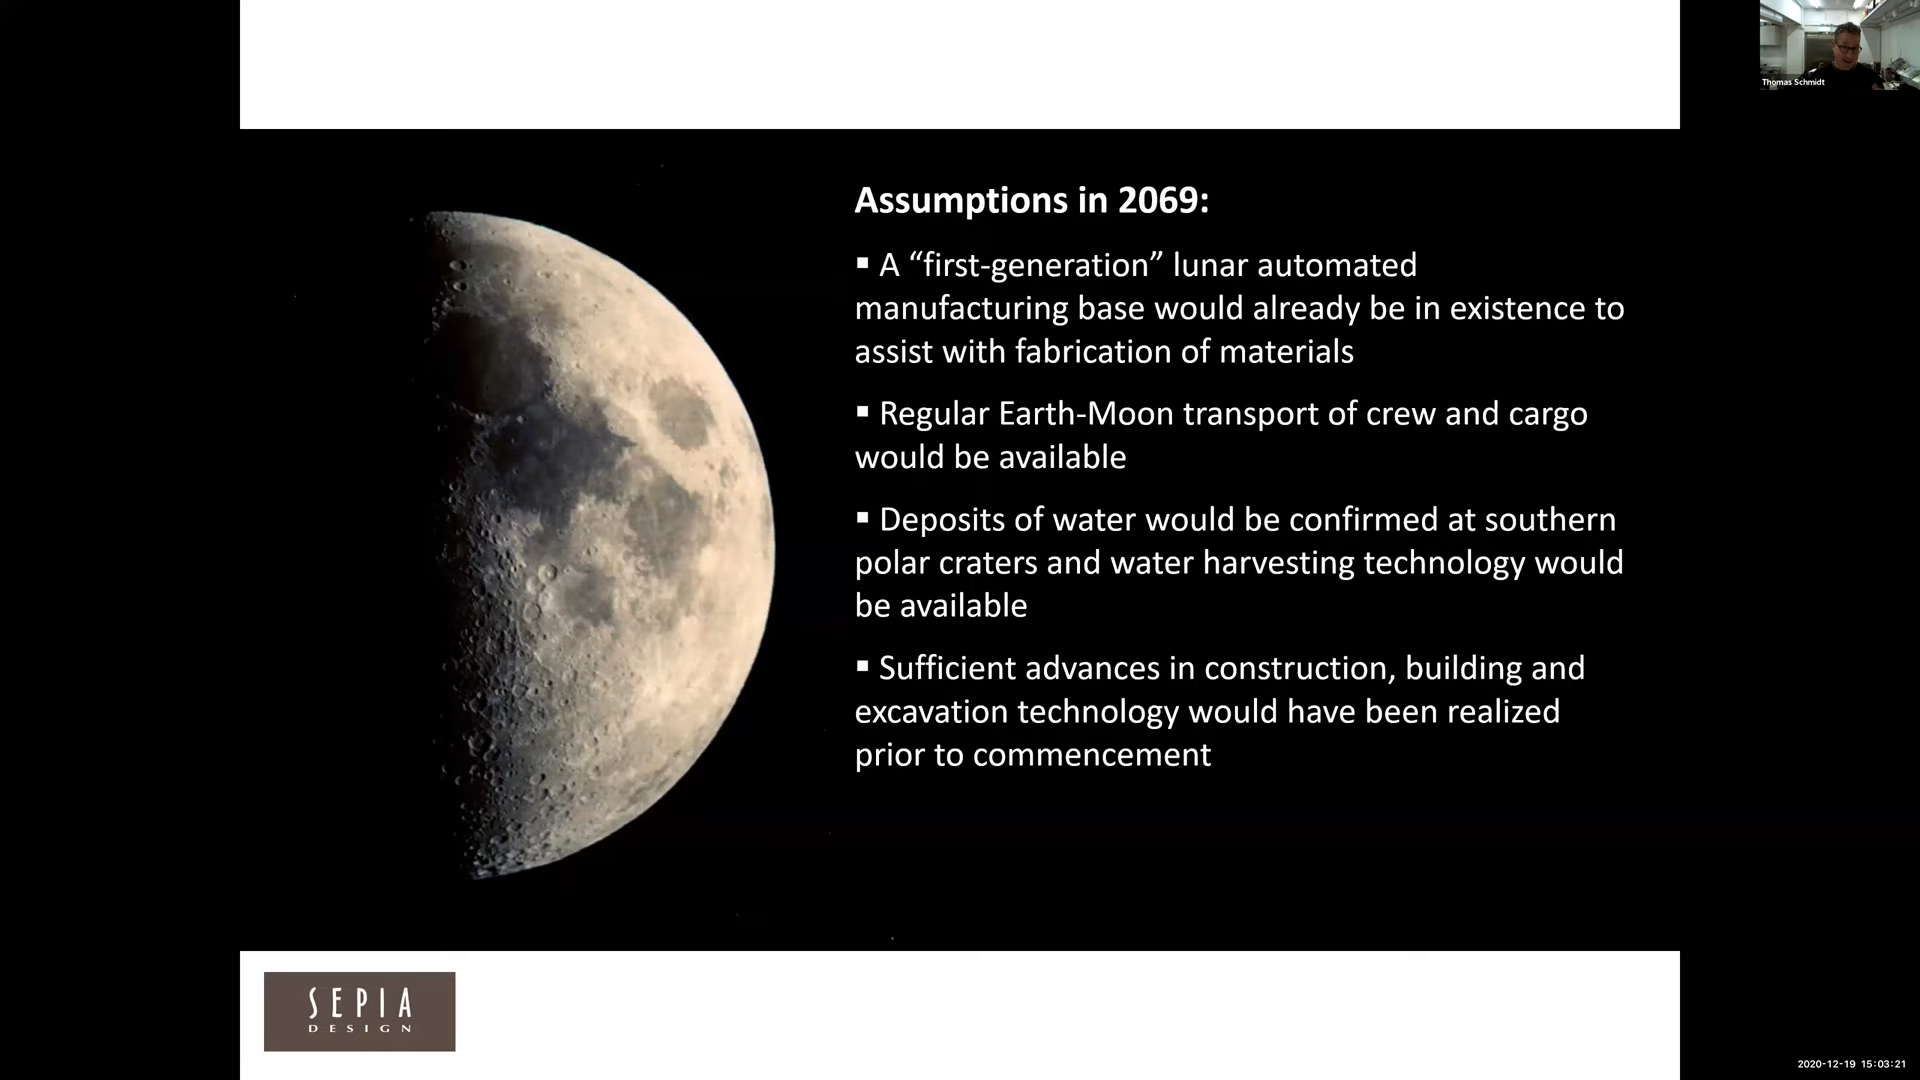 Thomas Schmidt
Assumptions in 2069:
▪ A “first-generation” lunar automated
manufacturing base would already be in existence to
assist with fabrication of materials
▪ Regular Earth-Moon transport of crew and cargo
would be available
▪ Deposits of water would be confirmed at southern
polar craters and water harvesting technology would
be available
▪ Sufficient advances in construction, building and
excavation technology would have been realized
prior to commencement
SEPIA
DESIGN
2020-12-19 15:03:21